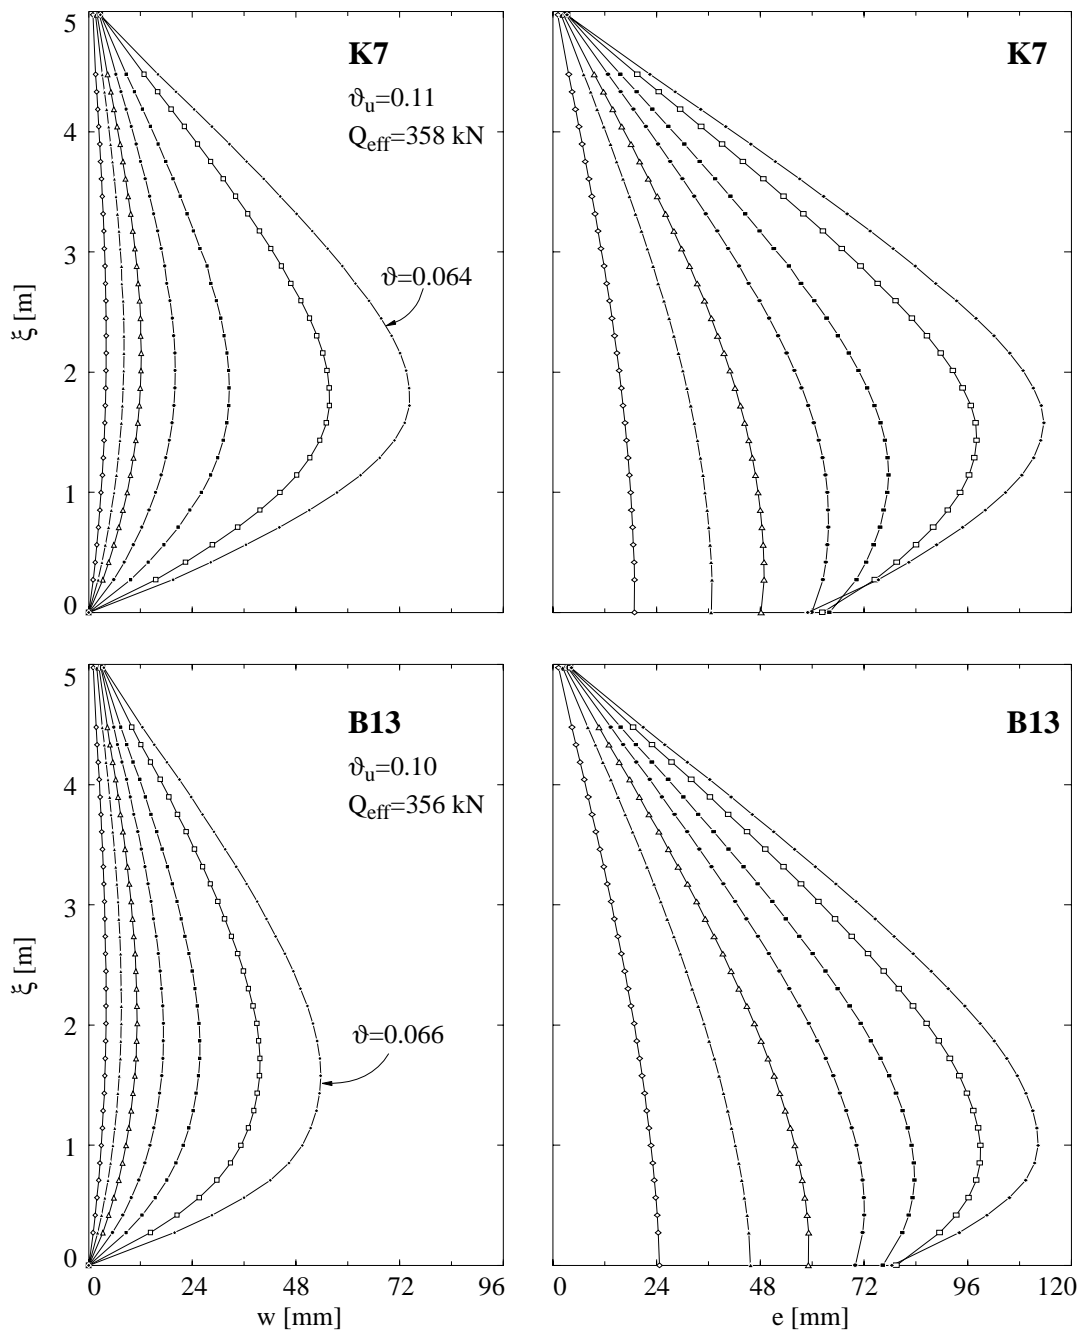 5
4
3
2
1
0
ξ [m]
K7
ϑu=0.11
Qeff=358 kN
ϑ=0.064
K7
5
4
3
2
1
0
ξ [m]
B13
ϑu=0.10
Qeff=356 kN
ϑ=0.066
B13
0 24 48 72 96
w [mm]
0 24 48 72 96 120
e [mm]